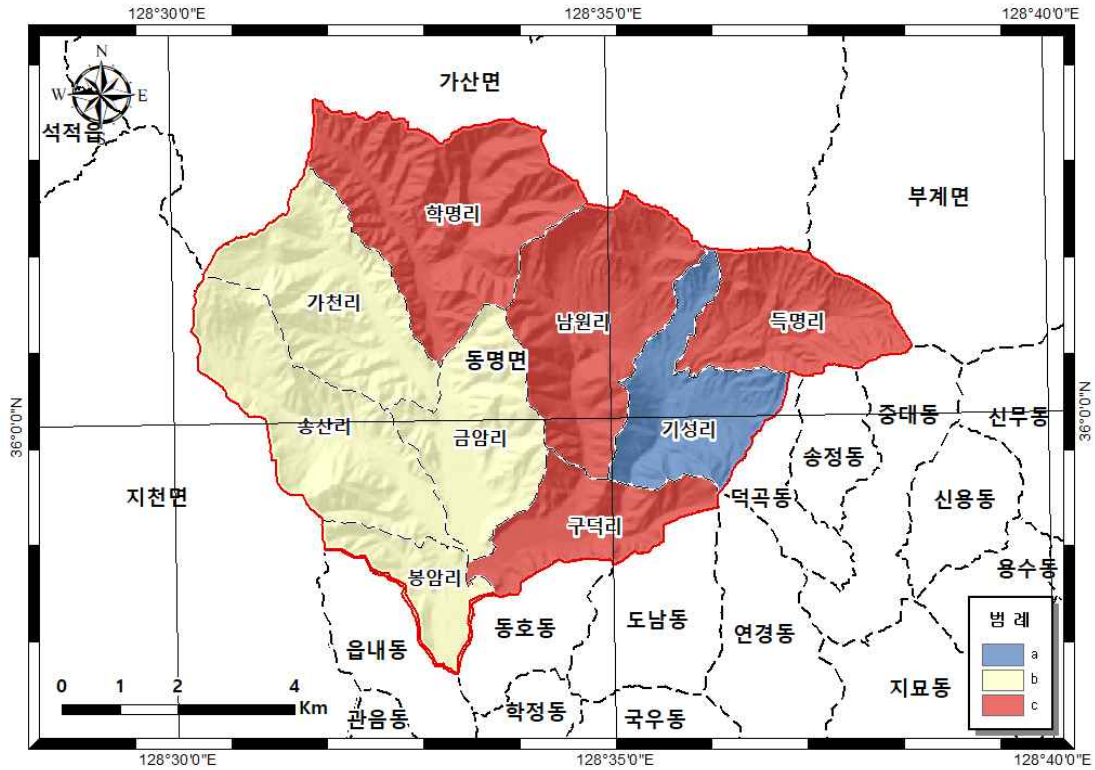 128°30'0"E
128°35'0"E
128°40'0"E
N
W
E
S
가산면
석적읍
부계면
학명리
가천리
남원리
득명리
동명면
36°0'0"N
36°0'0"N
송산리
금암리
기성리
중대동
신무동
송정동
지천면
덕곡동
신용동
구덕리
용수동
봉암리
범 례
동호동
도남동
연경동
읍내동
a
b
c
지묘동
0
1
2
4
Km
관음동
학정동
국우동
128°30'0"E
128°35'0"E
128°40'0"E